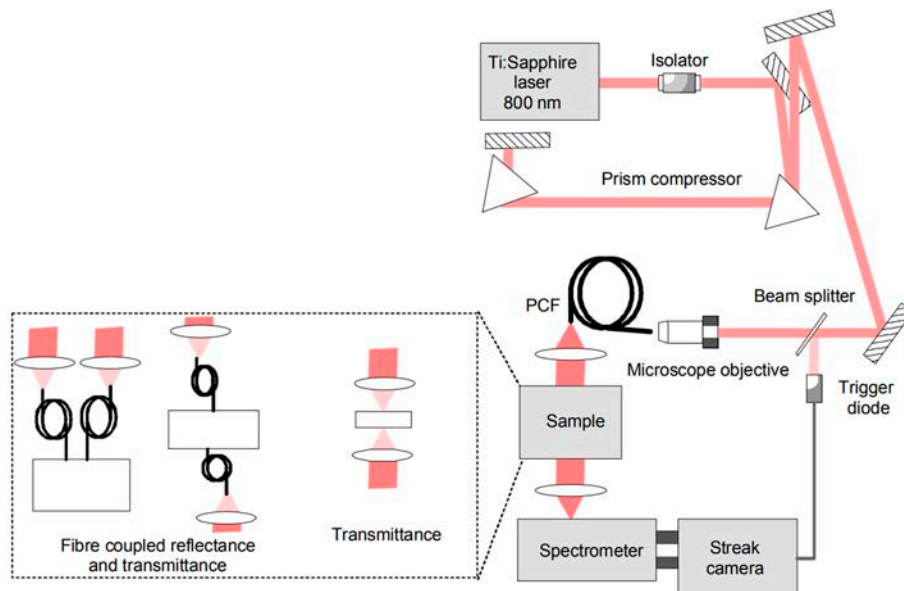 Ti:Sapphire
laser
800 nm
Isolator
Prism compressor
PCF
Beam splitter
Microscope objective
Trigger
diode
Sample
Transmittance
Fibre coupled reflectance
and transmittance
Spectrometer
Streak
camera